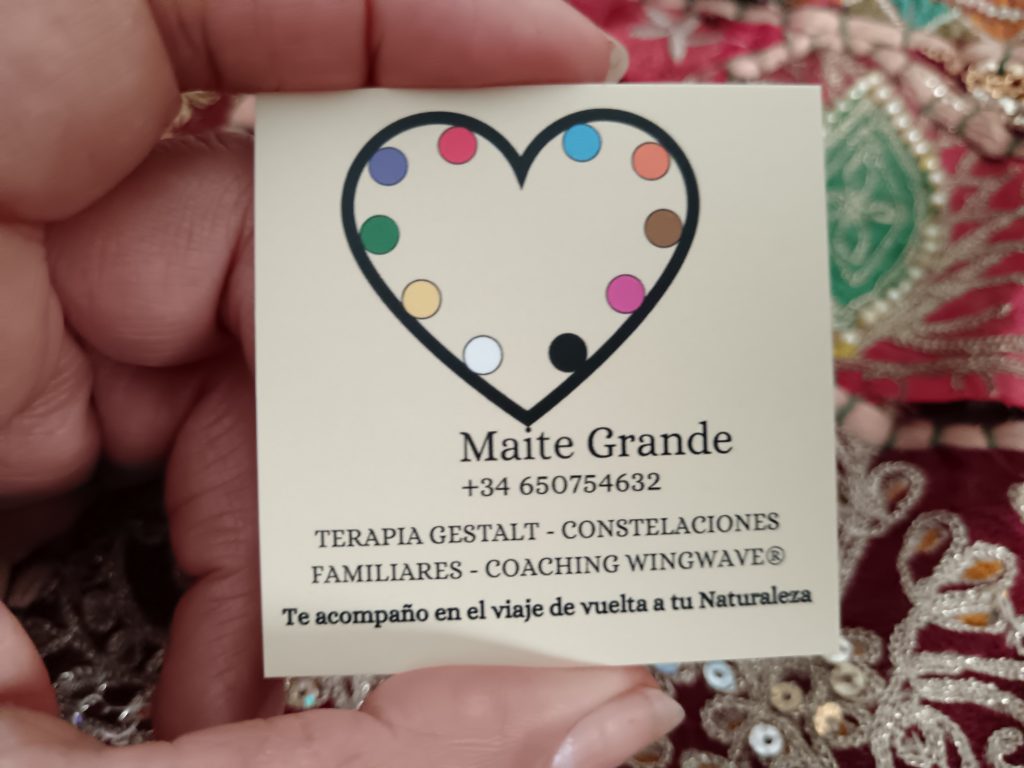 Maite Grande
+34 650754632
TERAPIA GESTALT - CONSTELACIONES
FAMILIARES - COACHING WINGWAVE®
Te acompaño en el viaje de vuelta a tu Naturaleza